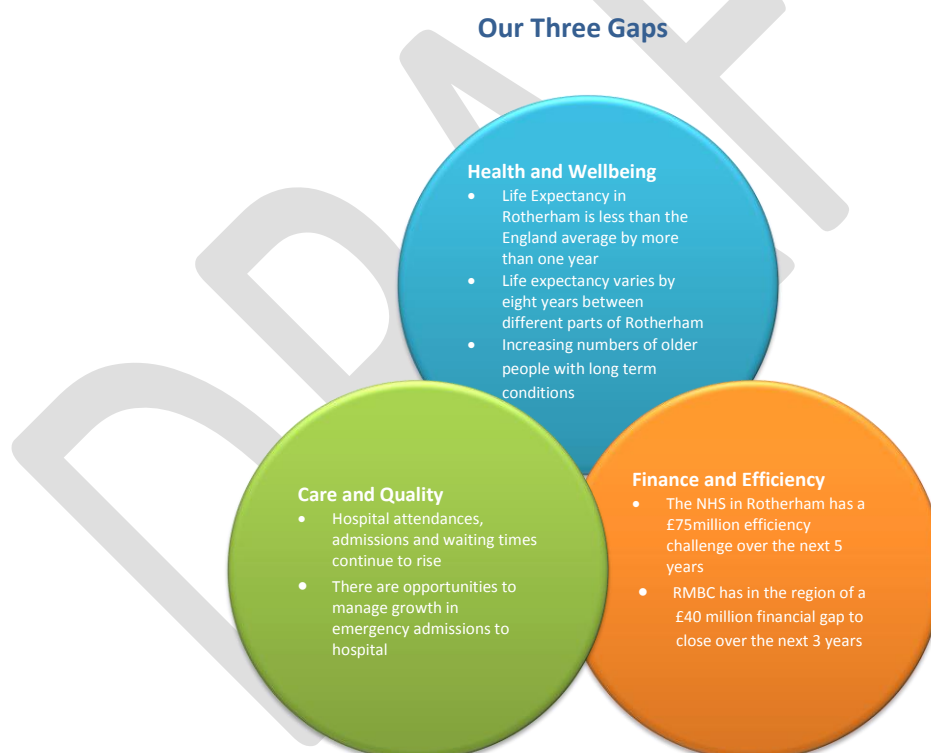 Our Three Gaps
DRAF
Health and Wellbeing
• Life Expectancy in
Rotherham is less than the
England average by more
than one year
• Life expectancy varies by
eight years between
different parts of Rotherham
• Increasing numbers of older
people with long term
conditions
Care and Quality
• Hospital attendances,
admissions and waiting times
continue to rise
• There are opportunities to
manage growth in
emergency admissions to
hospital
Finance and Efficiency
• The NHS in Rotherham has a
£75million efficiency
challenge over the next 5
years
• RMBC has in the region of a
£40 million financial gap to
close over the next 3 years